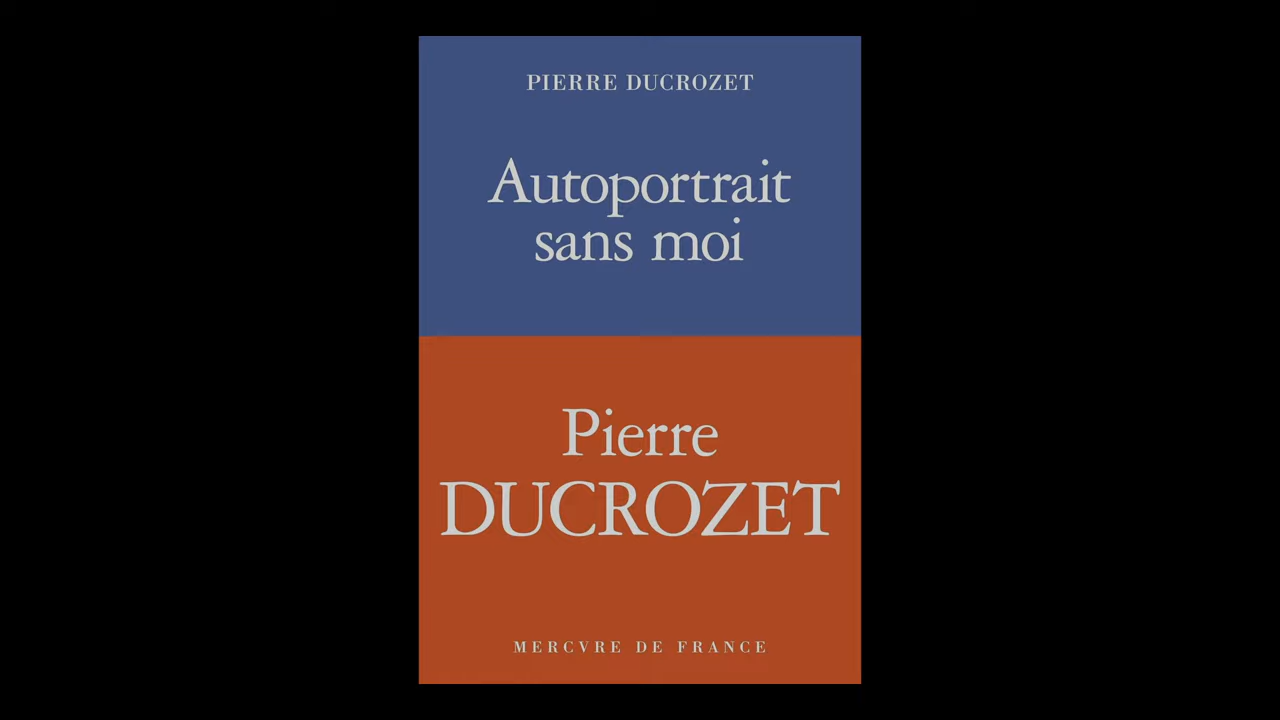 PIERRE DUCROZET
Autoportrait
sans moi
Pierre
DUCROZET
MERCVRE DE FRANCE